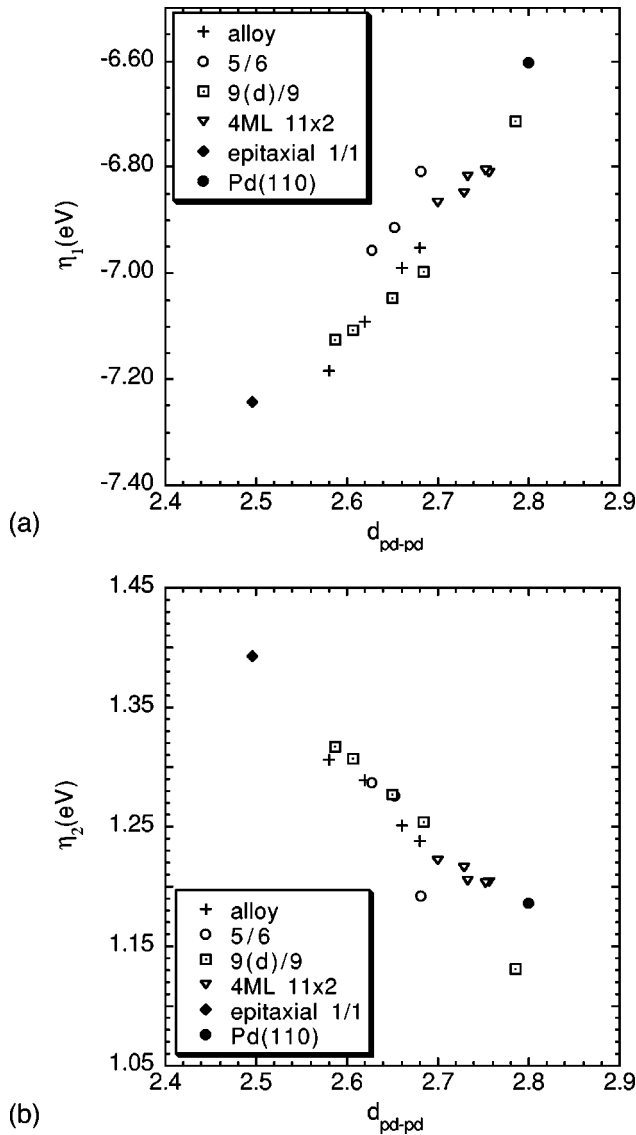 alloy
5/6
9(d)/9
4ML 11x2
epitaxial 1/1
Pd(110)
-6.60
-6.80
-7.00
-7.20
-7.40
η1(eV)
2.4 2.5 2.6 2.7 2.8 2.9
dpd-pd
(a)
1.45
1.35
1.25
1.15
1.05
η2(eV)
alloy
5/6
9(d)/9
4ML 11x2
epitaxial 1/1
Pd(110)
2.4 2.5 2.6 2.7 2.8 2.9
dpd-pd
(b)